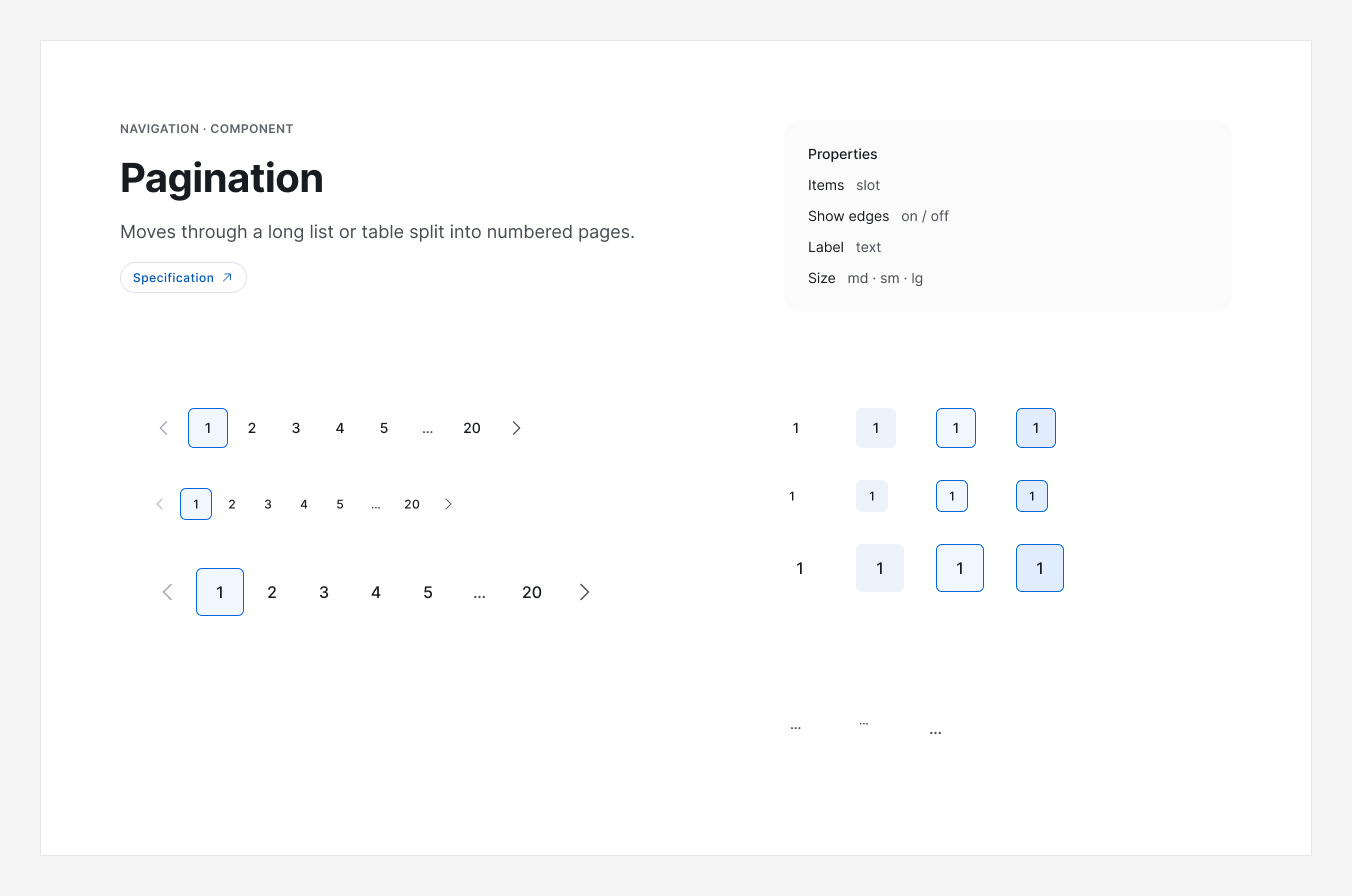 NAVIGATION · COMPONENT
Pagination
Moves through a long list or table split into numbered pages.
Specification
Properties
Items slot
Show edges on / off
Label text
Size md · sm · lg
1 2 3 4 5 ... 20
1 2 3 4 5 ... 20
1 2 3 4 5 ... 20
1 1 1 1
1 1 1 1
1 1 1 1
... ... ...